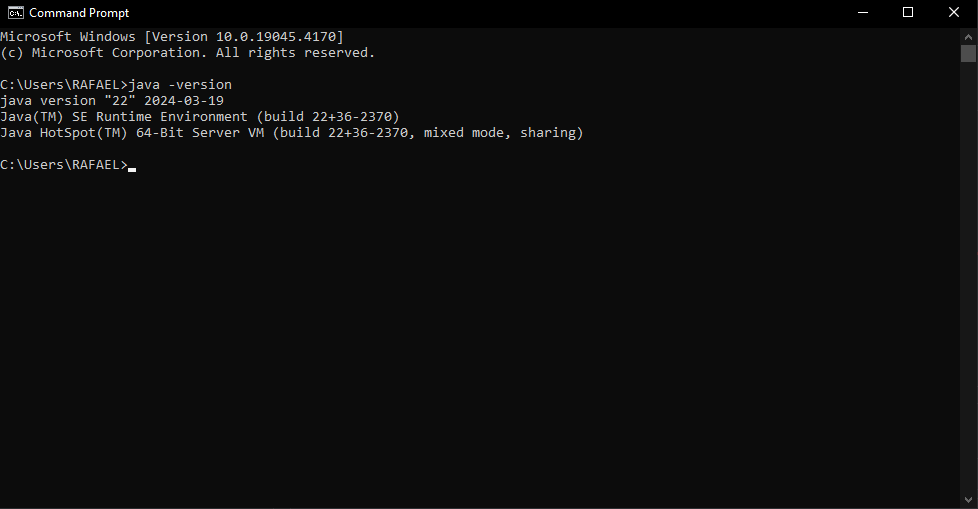 Command Prompt
Microsoft Windows [Version 10.0.19045.4170]
(c) Microsoft Corporation. All rights reserved.
C:\Users\RAFAEL>java -version
java version "22" 2024-03-19
Java(TM) SE Runtime Environment (build 22+36-2370)
Java HotSpot(TM) 64-Bit Server VM (build 22+36-2370, mixed mode, sharing)
C:\Users\RAFAEL>